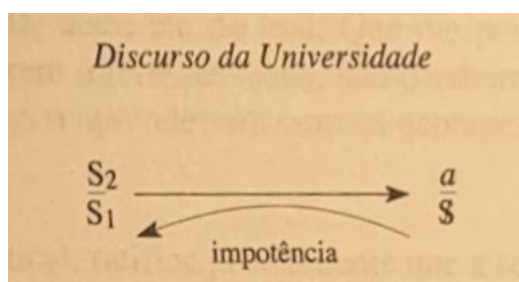 Discurso da Universidade
S₂ a
S₁ $
impotência